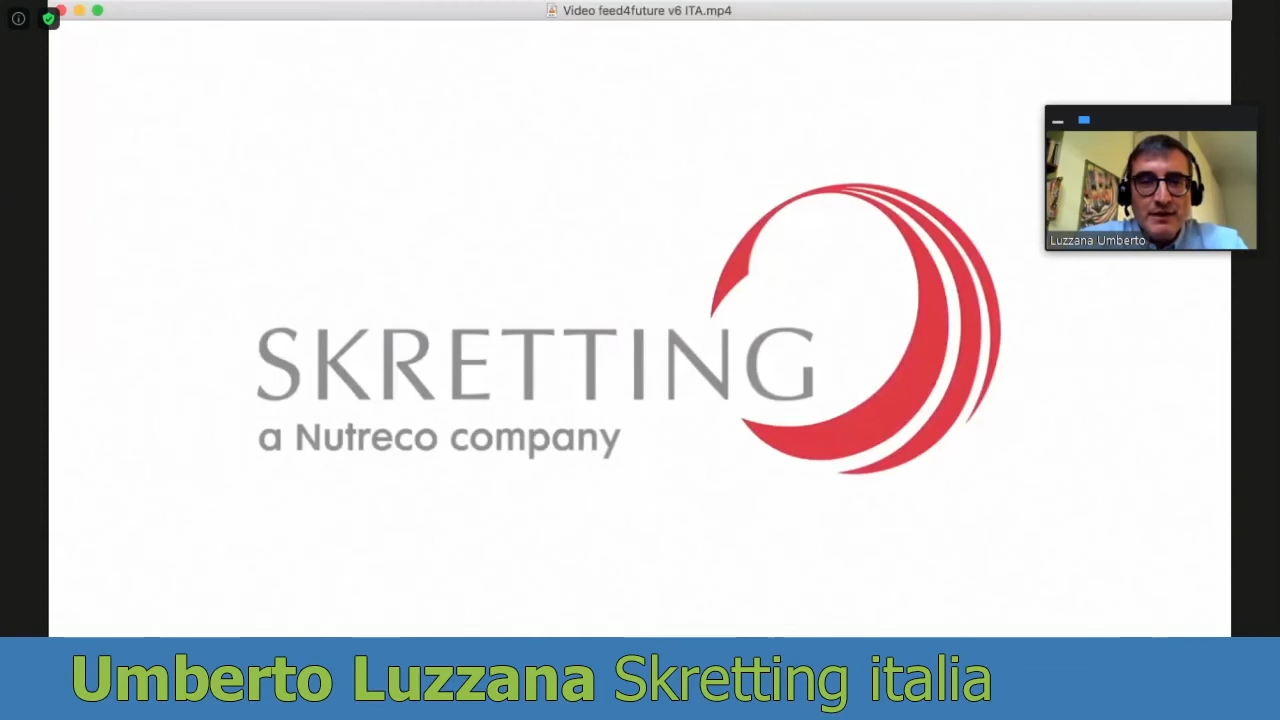 Video feed4future v6 ITA.mp4
Luzzana Umberto
SKRETTING
a Nutreco company
Umberto Luzzana Skretting italia